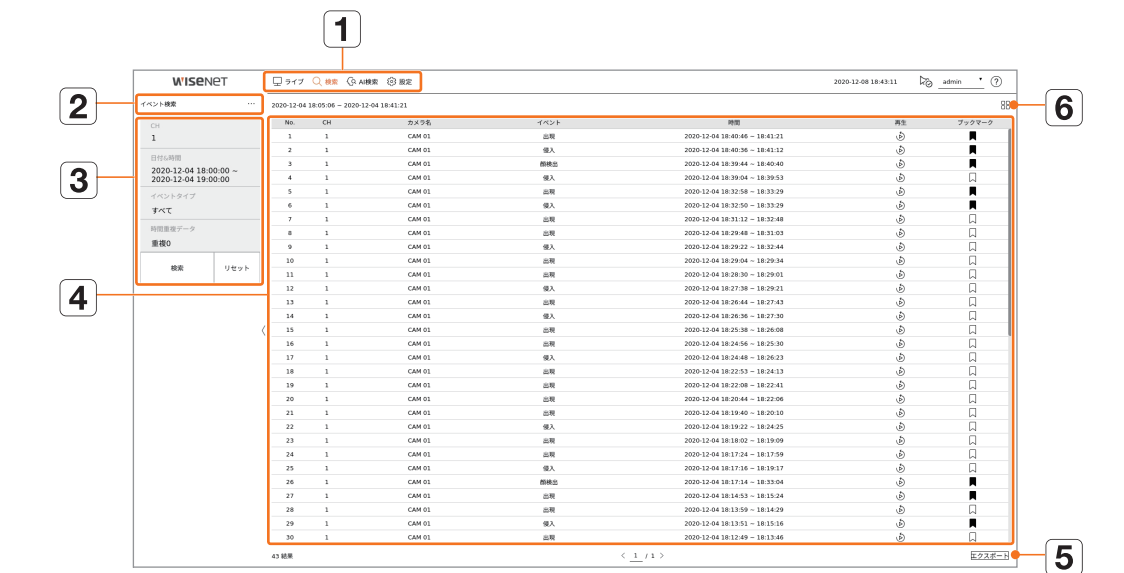 1
WISENET ライブ 検索 AI検索 設定 2020-12-08 18:43:11 admin ?
2
イベント検索 ...
2020-12-04 18:05:06 ~ 2020-12-04 18:41:21
6
3
CH
1
日付&時間
2020-12-04 18:00:00 ~
2020-12-04 19:00:00
イベントタイプ
すべて
時間重複データ
重複0
検索 リセット
4
No. CH カメラ名 イベント 時間 再生 ブックマーク
1 1 CAM 01 出現 2020-12-04 18:40:46 ~ 18:41:21
2 1 CAM 01 侵入 2020-12-04 18:40:36 ~ 18:41:12
3 1 CAM 01 顔検出 2020-12-04 18:39:44 ~ 18:40:40
4 1 CAM 01 侵入 2020-12-04 18:39:04 ~ 18:39:53
5 1 CAM 01 出現 2020-12-04 18:32:58 ~ 18:33:29
6 1 CAM 01 侵入 2020-12-04 18:32:50 ~ 18:33:29
7 1 CAM 01 出現 2020-12-04 18:31:12 ~ 18:32:48
8 1 CAM 01 出現 2020-12-04 18:29:48 ~ 18:31:03
9 1 CAM 01 侵入 2020-12-04 18:29:22 ~ 18:32:44
10 1 CAM 01 出現 2020-12-04 18:29:04 ~ 18:29:34
11 1 CAM 01 出現 2020-12-04 18:28:30 ~ 18:29:01
12 1 CAM 01 侵入 2020-12-04 18:27:38 ~ 18:29:21
13 1 CAM 01 出現 2020-12-04 18:26:44 ~ 18:27:43
14 1 CAM 01 侵入 2020-12-04 18:26:36 ~ 18:27:30
15 1 CAM 01 出現 2020-12-04 18:25:38 ~ 18:26:08
16 1 CAM 01 出現 2020-12-04 18:24:56 ~ 18:25:30
17 1 CAM 01 侵入 2020-12-04 18:24:48 ~ 18:26:23
18 1 CAM 01 出現 2020-12-04 18:22:53 ~ 18:24:13
19 1 CAM 01 出現 2020-12-04 18:22:08 ~ 18:22:41
20 1 CAM 01 出現 2020-12-04 18:20:44 ~ 18:22:06
21 1 CAM 01 出現 2020-12-04 18:19:40 ~ 18:20:10
22 1 CAM 01 侵入 2020-12-04 18:19:22 ~ 18:24:25
23 1 CAM 01 出現 2020-12-04 18:18:02 ~ 18:19:09
24 1 CAM 01 出現 2020-12-04 18:17:24 ~ 18:17:59
25 1 CAM 01 侵入 2020-12-04 18:17:16 ~ 18:19:17
26 1 CAM 01 顔検出 2020-12-04 18:17:14 ~ 18:33:04
27 1 CAM 01 出現 2020-12-04 18:14:53 ~ 18:15:24
28 1 CAM 01 出現 2020-12-04 18:13:59 ~ 18:14:29
29 1 CAM 01 侵入 2020-12-04 18:13:51 ~ 18:15:16
30 1 CAM 01 出現 2020-12-04 18:12:49 ~ 18:13:46
43 結果 < 1 / 1 > エクスポート
5